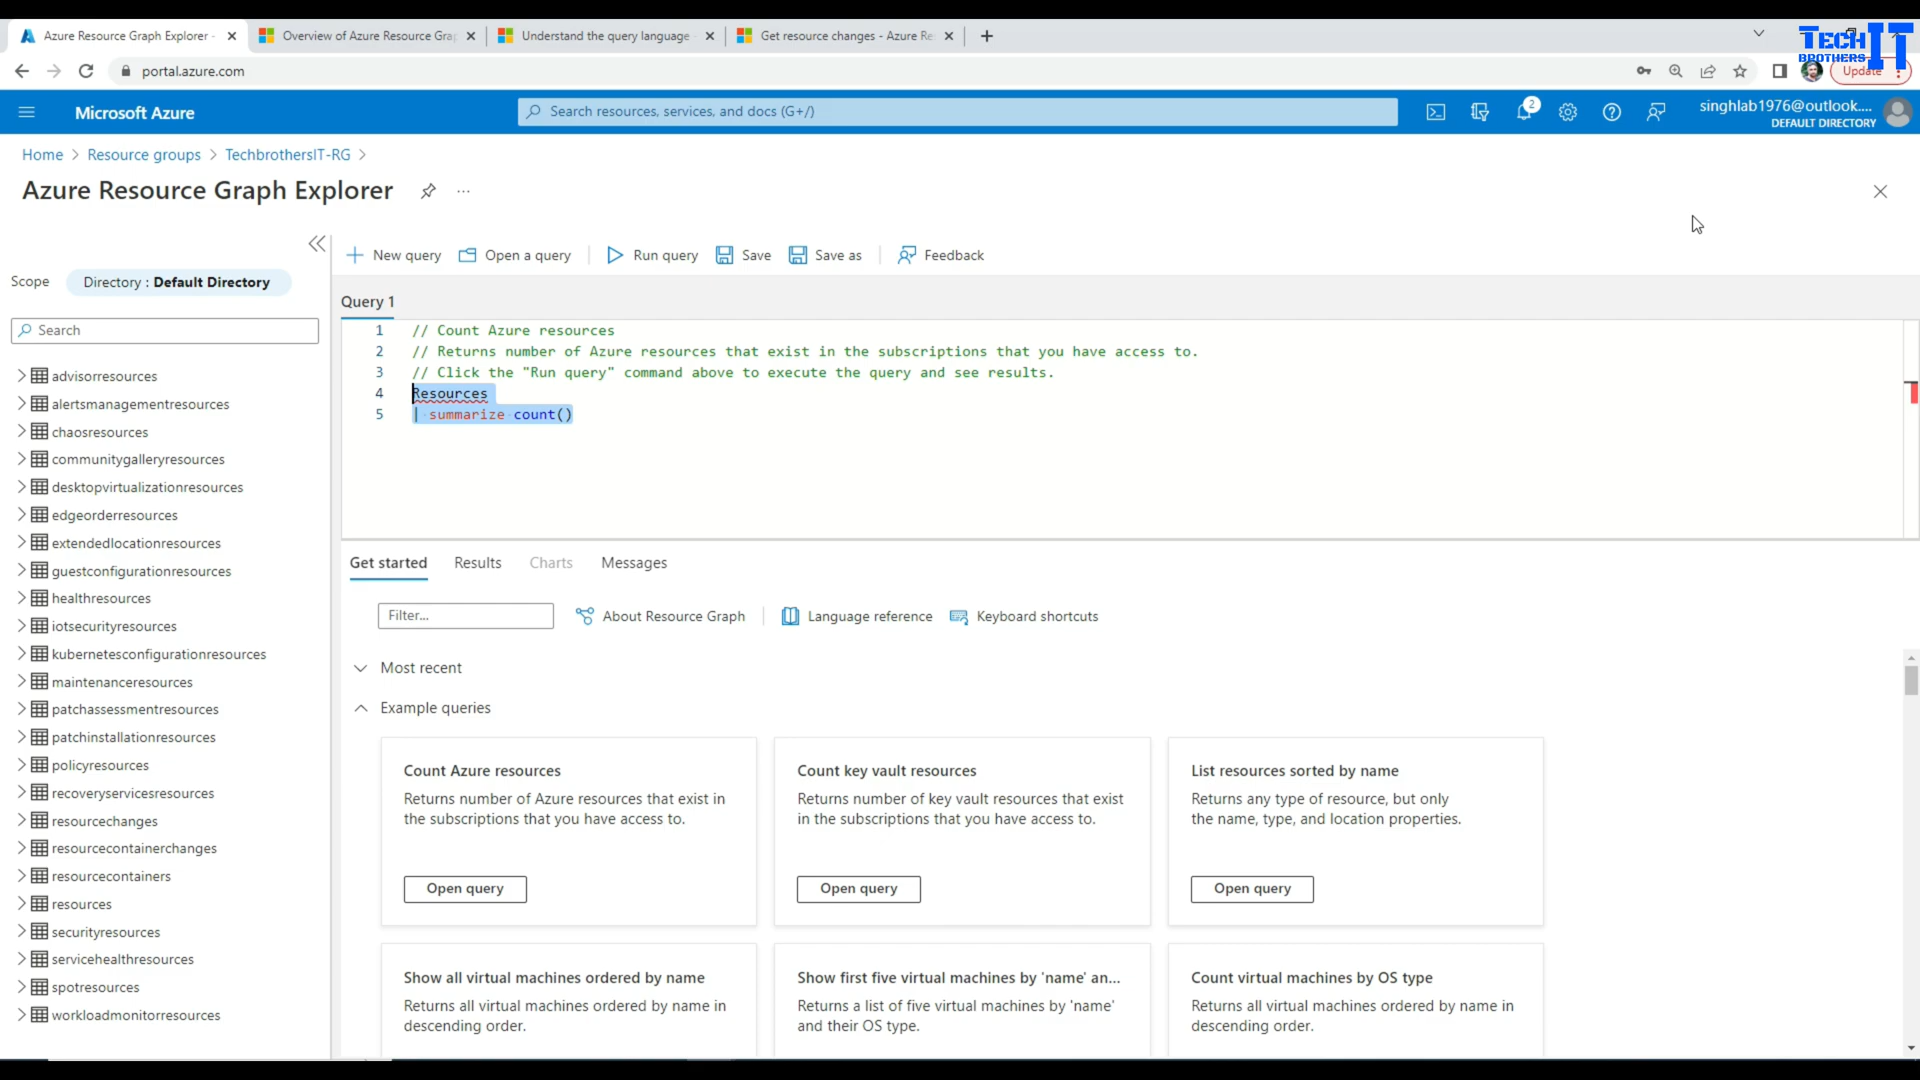 Azure Resource Graph Explorer -
Overview of Azure Resource Gra
Understand the query language
Get resource changes - Azure Re
TECH IT
BROTHERS
portal.azure.com
Update
Microsoft Azure
Search resources, services, and docs (G+/)
2
singhlab1976@outlook....
DEFAULT DIRECTORY
Home > Resource groups > TechbrothersIT-RG >
Azure Resource Graph Explorer
...
New query
Open a query
Run query
Save
Save as
Feedback
Scope
Directory : Default Directory
Search
Query 1
1 // Count Azure resources
2 // Returns number of Azure resources that exist in the subscriptions that you have access to.
3 // Click the "Run query" command above to execute the query and see results.
4 Resources
5 | summarize count()
advisorresources
alertsmanagementresources
chaosresources
communitygalleryresources
desktopvirtualizationresources
edgeorderresources
extendedlocationresources
guestconfigurationresources
healthresources
iotsecurityresources
kubernetesconfigurationresources
maintenanceresources
patchassessmentresources
patchinstallationresources
policyresources
recoveryservicesresources
resourcechanges
resourcecontainerchanges
resourcecontainers
resources
securityresources
servicehealthresources
spotresources
workloadmonitorresources
Get started
Results
Charts
Messages
Filter...
About Resource Graph
Language reference
Keyboard shortcuts
Most recent
Example queries
Count Azure resources
Returns number of Azure resources that exist in
the subscriptions that you have access to.
Open query
Count key vault resources
Returns number of key vault resources that exist
in the subscriptions that you have access to.
Open query
List resources sorted by name
Returns any type of resource, but only
the name, type, and location properties.
Open query
Show all virtual machines ordered by name
Returns all virtual machines ordered by name in
descending order.
Show first five virtual machines by 'name' an...
Returns a list of five virtual machines by 'name'
and their OS type.
Count virtual machines by OS type
Returns all virtual machines ordered by name in
descending order.